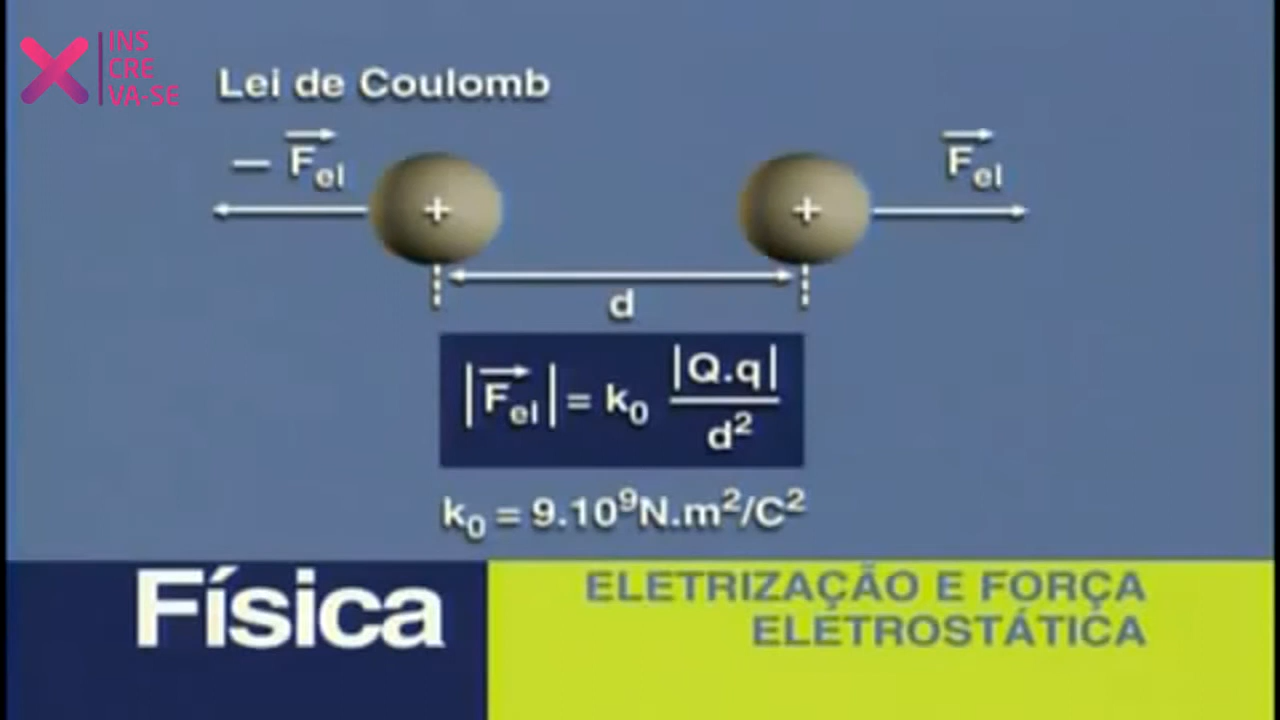 INS
CRE
VA-SE
Lei de Coulomb
— F⃗el
F⃗el
+
+
d
|F⃗el| = k₀ |Q.q| / d²
k₀ = 9.10⁹N.m²/C²
Física
ELETRIZAÇÃO E FORÇA
ELETROSTÁTICA